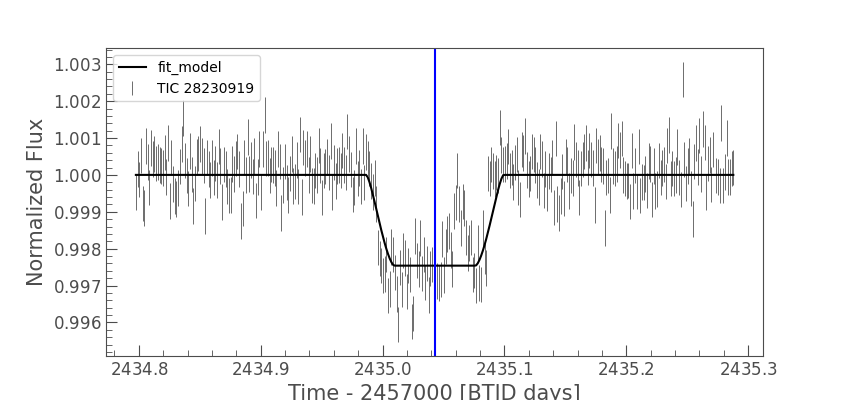 fit_model
TIC 28230919
1.003
1.002
1.001
1.000
0.999
0.998
0.997
0.996
Normalized Flux
2434.8 2434.9 2435.0 2435.1 2435.2 2435.3
Time - 2457000 [BTJD days]